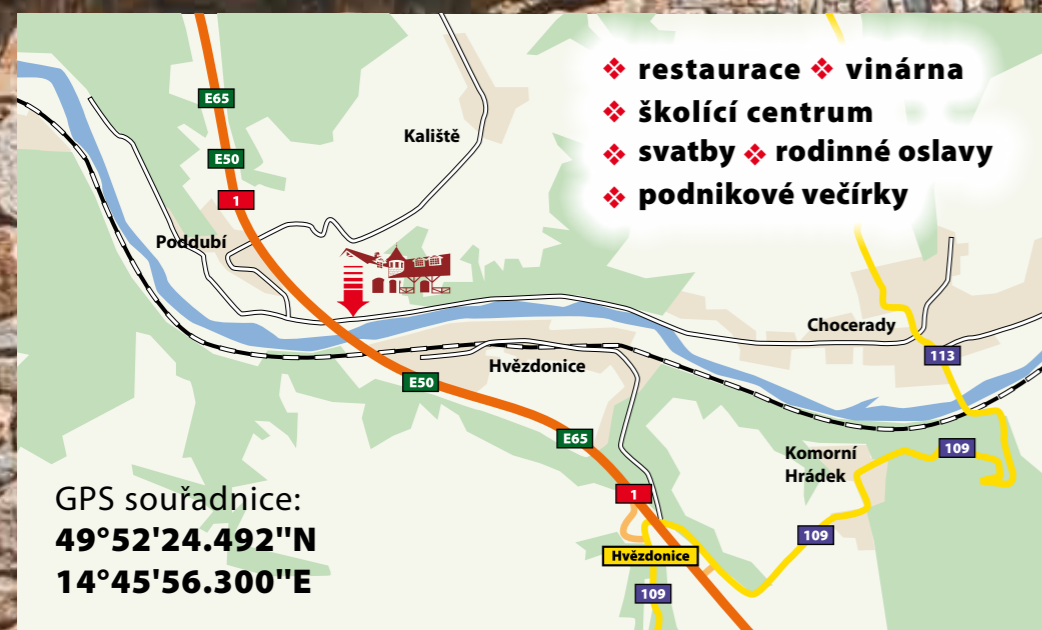 ❖ restaurace ❖ vinárna
❖ školící centrum
❖ svatby ❖ rodinné oslavy
❖ podnikové večírky
E65
Kaliště
E50
1
Poddubí
Chocerady
113
Hvězdonice
E50
E65
Komorní
Hrádek
109
1
109
Hvězdonice
109
GPS souřadnice:
49°52'24.492"N
14°45'56.300"E